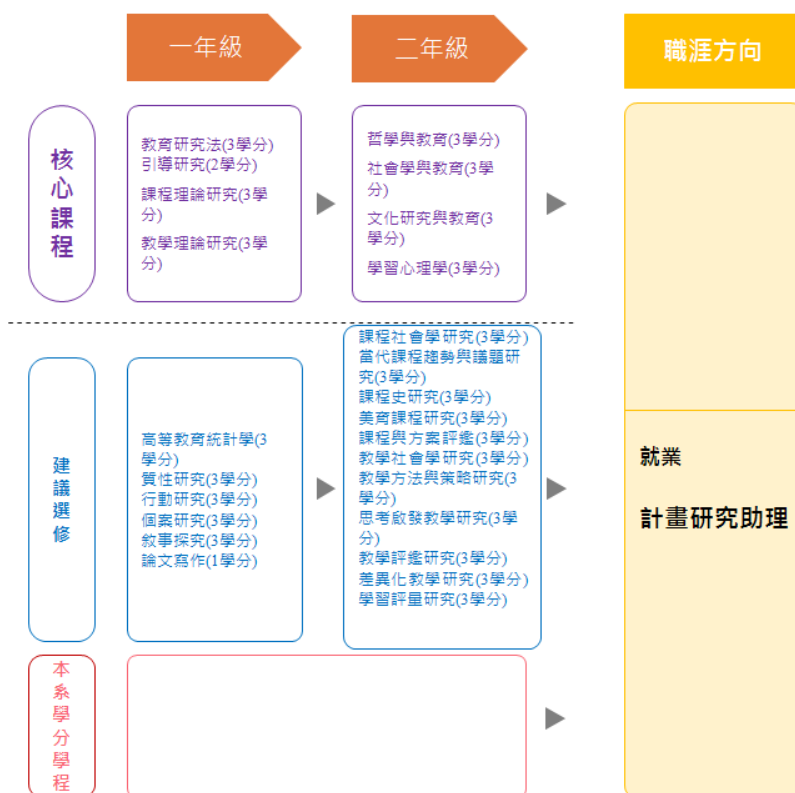 一年級
二年級
職涯方向
核心課程
教育研究法(3學分)
引導研究(2學分)
課程理論研究(3學
分)
教學理論研究(3學
分)
哲學與教育(3學分)
社會學與教育(3學
分)
文化研究與教育(3
學分)
學習心理學(3學分)
建議選修
高等教育統計學(3
學分)
質性研究(3學分)
行動研究(3學分)
個案研究(3學分)
敘事探究(3學分)
論文寫作(1學分)
課程社會學研究(3學分)
當代課程趨勢與議題研
究(3學分)
課程史研究(3學分)
美育課程研究(3學分)
課程與方案評鑑(3學分)
教學社會學研究(3學分)
教學方法與策略研究(3
學分)
思考啟發教學研究(3學
分)
教學評鑑研究(3學分)
差異化教學研究(3學分)
學習評量研究(3學分)
就業
計畫研究助理
本系學分學程